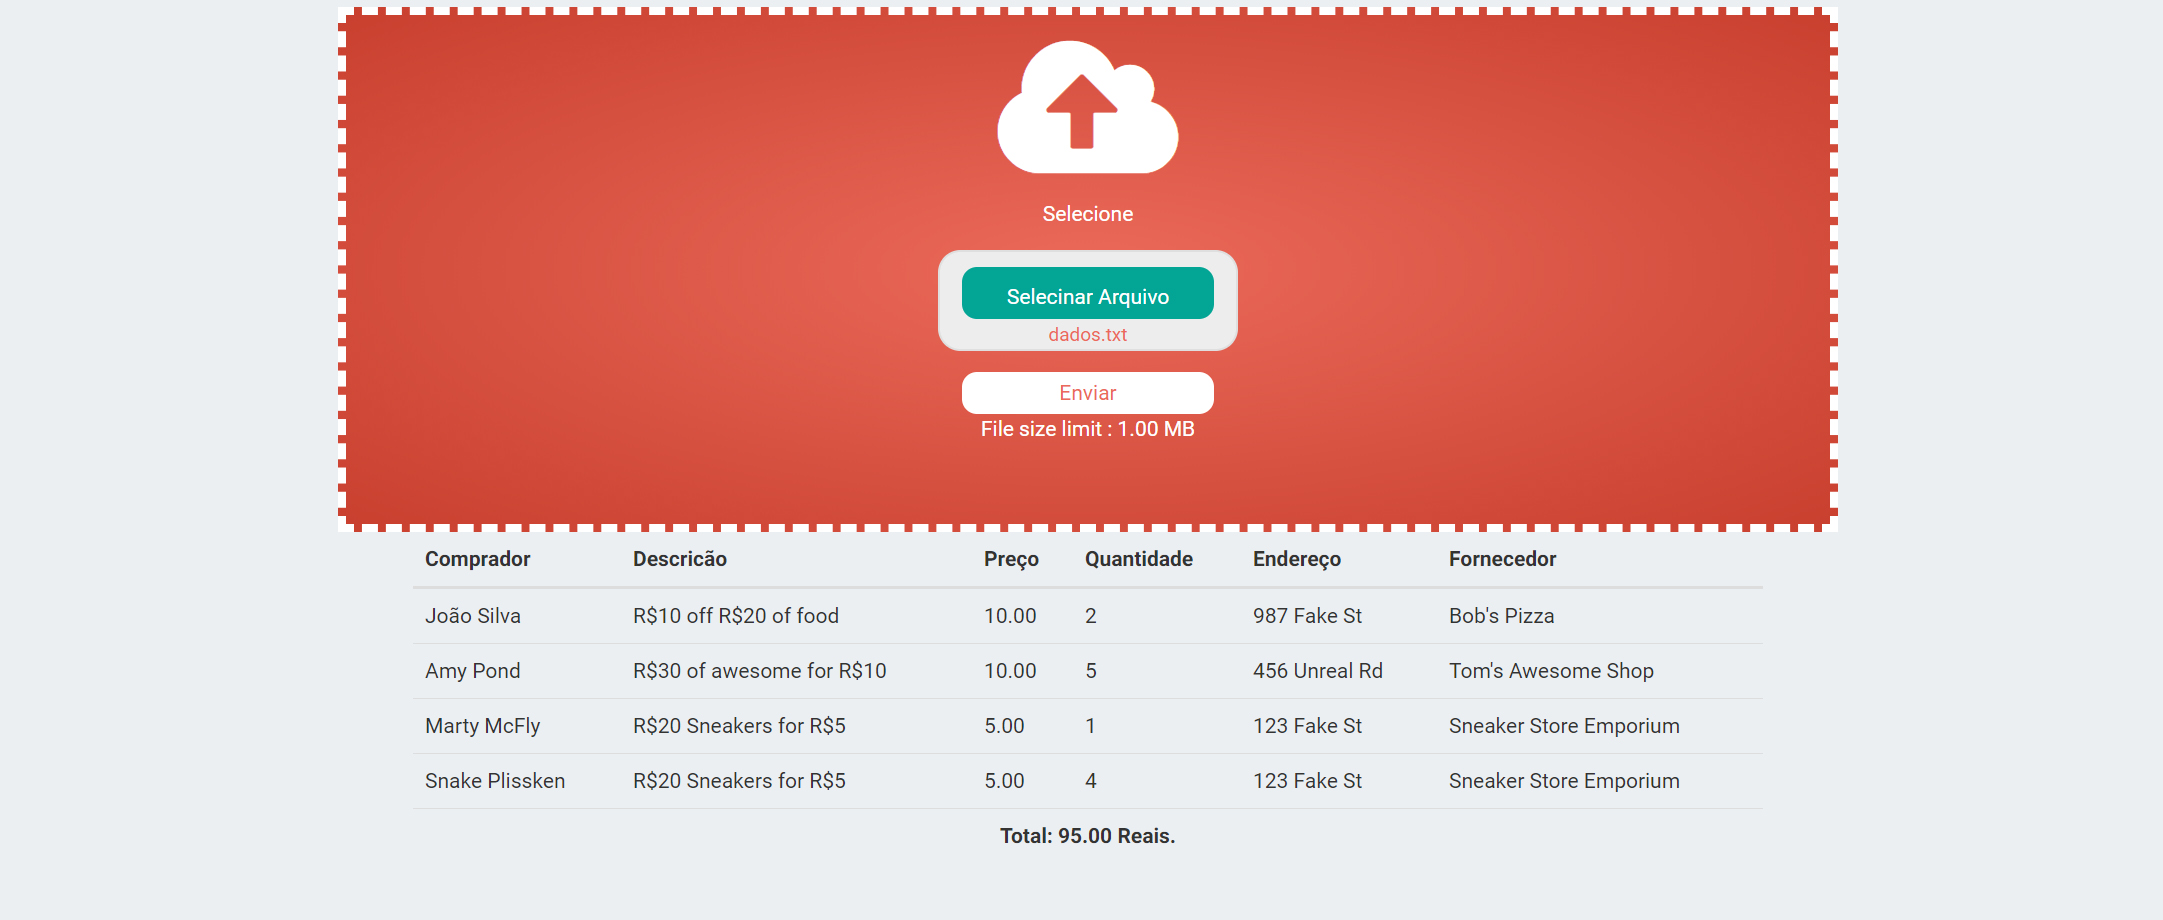 Selecione
Selecinar Arquivo
dados.txt
Enviar
File size limit : 1.00 MB
Comprador Descricão Preço Quantidade Endereço Fornecedor
João Silva R$10 off R$20 of food 10.00 2 987 Fake St Bob's Pizza
Amy Pond R$30 of awesome for R$10 10.00 5 456 Unreal Rd Tom's Awesome Shop
Marty McFly R$20 Sneakers for R$5 5.00 1 123 Fake St Sneaker Store Emporium
Snake Plissken R$20 Sneakers for R$5 5.00 4 123 Fake St Sneaker Store Emporium
Total: 95.00 Reais.